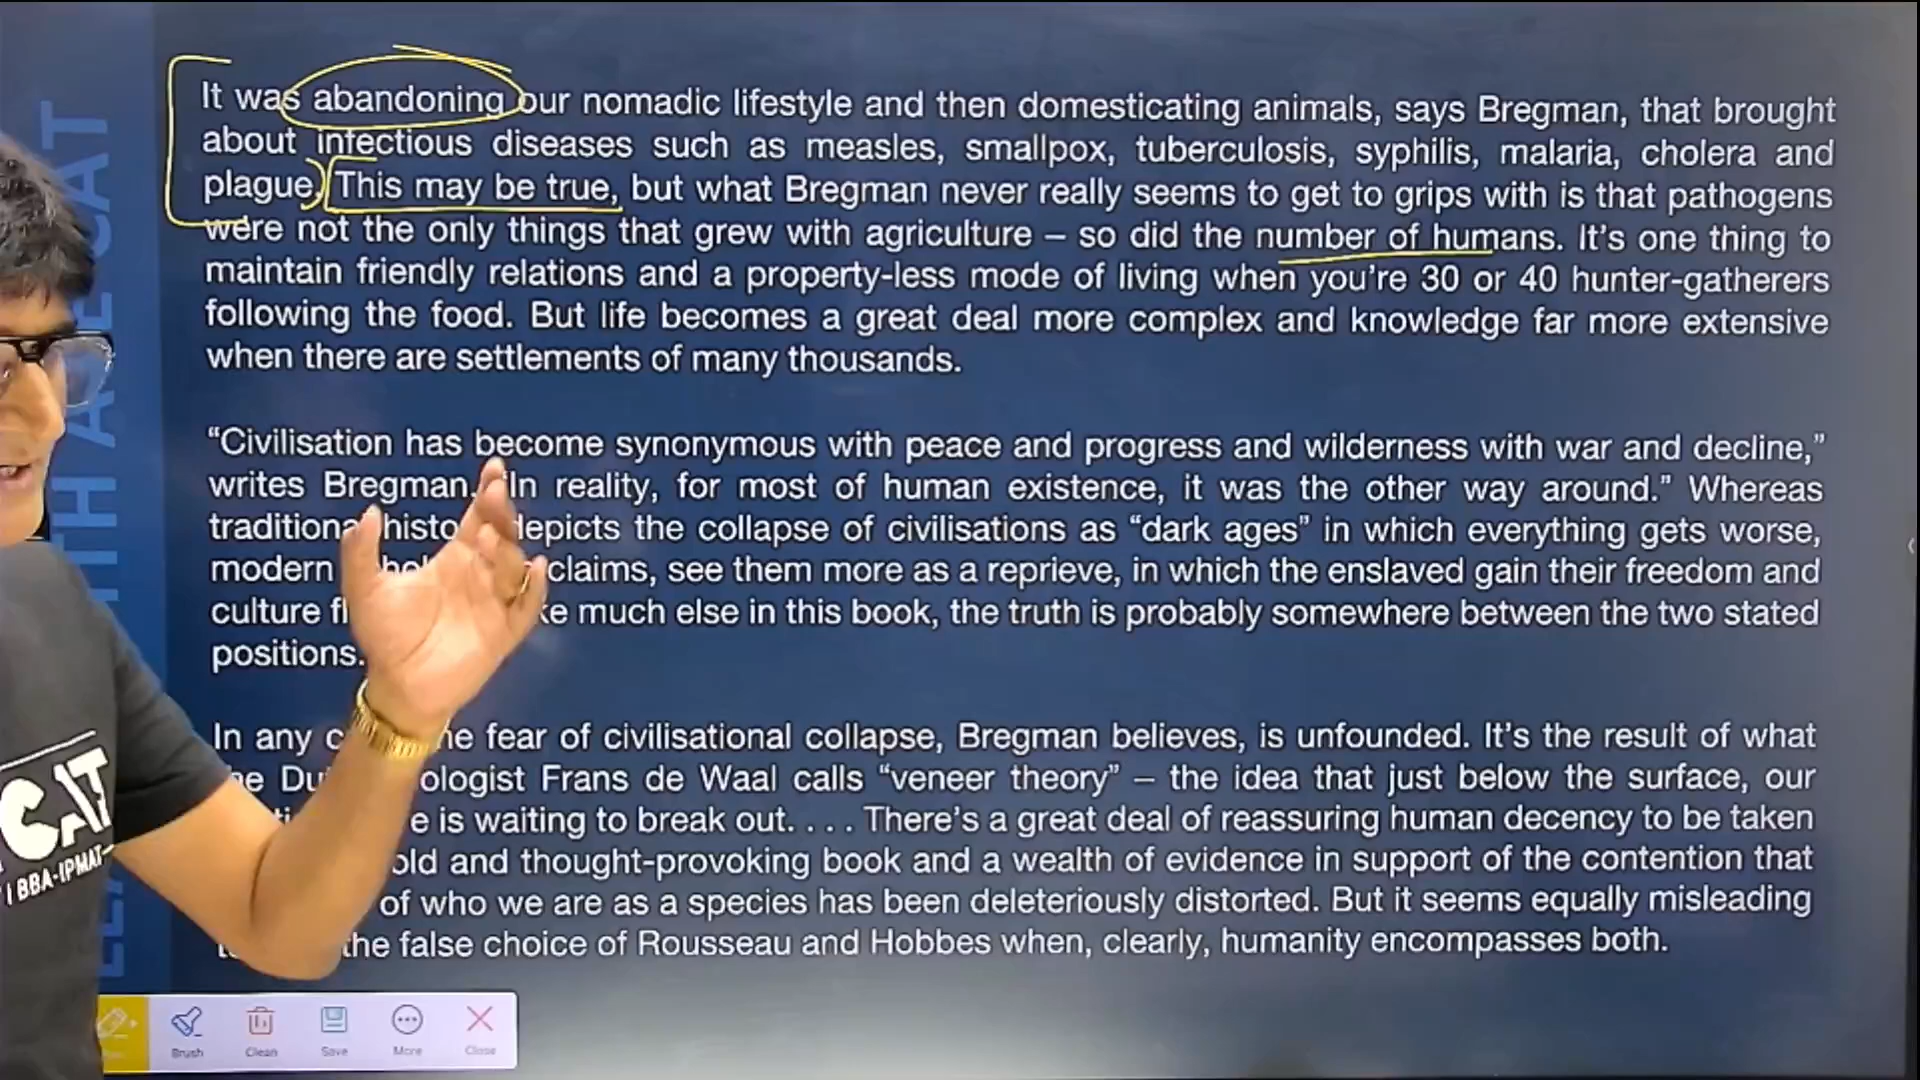 It was abandoning our nomadic lifestyle and then domesticating animals, says Bregman, that brought
about infectious diseases such as measles, smallpox, tuberculosis, syphilis, malaria, cholera and
plague. This may be true, but what Bregman never really seems to get to grips with is that pathogens
were not the only things that grew with agriculture – so did the number of humans. It's one thing to
maintain friendly relations and a property-less mode of living when you're 30 or 40 hunter-gatherers
following the food. But life becomes a great deal more complex and knowledge far more extensive
when there are settlements of many thousands.
“Civilisation has become synonymous with peace and progress and wilderness with war and decline,”
writes Bregman. “In reality, for most of human existence, it was the other way around.” Whereas
traditional depicts the collapse of civilisations as “dark ages” in which everything gets worse,
modern claims, see them more as a reprieve, in which the enslaved gain their freedom and
culture much else in this book, the truth is probably somewhere between the two stated
positions.
In any fear of civilisational collapse, Bregman believes, is unfounded. It's the result of what
ologist Frans de Waal calls “veneer theory” – the idea that just below the surface, our
is waiting to break out. . . . There's a great deal of reassuring human decency to be taken
and thought-provoking book and a wealth of evidence in support of the contention that
of who we are as a species has been deleteriously distorted. But it seems equally misleading
the false choice of Rousseau and Hobbes when, clearly, humanity encompasses both.
CAT
BBA-IPMAT
Brush Clean Save More Close